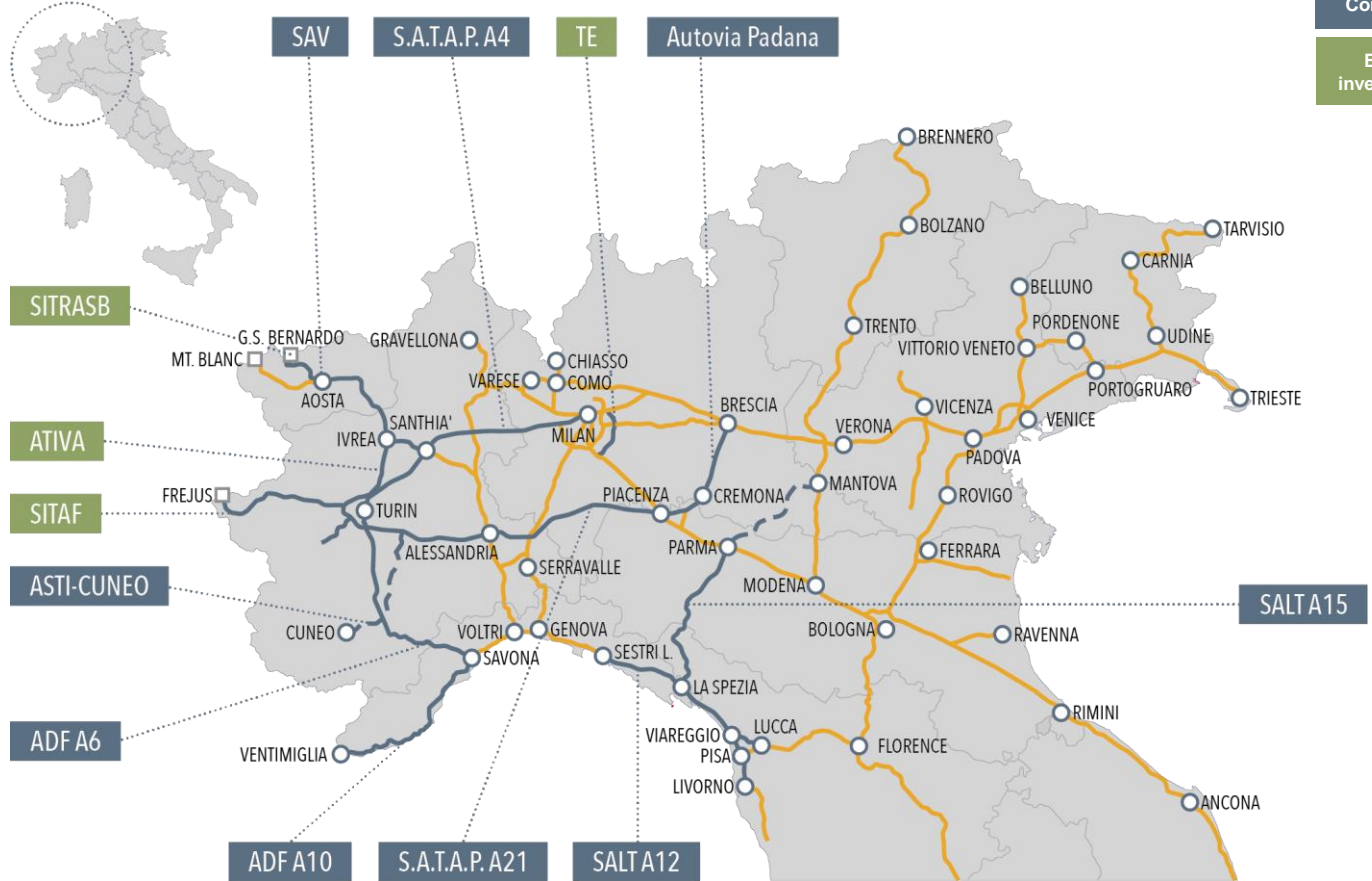 SAV
S.A.T.A.P. A4
TE
Autovia Padana
BRENNERO
BOLZANO
TARVISIO
CARNIA
BELLUNO
SITRASB
G.S. BERNARDO
GRAVELLONA
TRENTO
PORDENONE
UDINE
MT. BLANC
CHIASSO
VITTORIO VENETO
VARESE
COMO
PORTOGRUARO
AOSTA
TRIESTE
BRESCIA
VICENZA
SANTHIA'
VENICE
IVREA
MILAN
VERONA
ATIVA
PADOVA
FREJUS
PIACENZA
CREMONA
MANTOVA
ROVIGO
SITAF
TURIN
ALESSANDRIA
PARMA
FERRARA
SERRAVALLE
ASTI-CUNEO
MODENA
SALT A15
CUNEO
VOLTRI
GENOVA
BOLOGNA
RAVENNA
SAVONA
SESTRI L.
LA SPEZIA
RIMINI
ADF A6
VIAREGGIO
LUCCA
VENTIMIGLIA
PISA
FLORENCE
LIVORNO
ANCONA
ADF A10
S.A.T.A.P. A21
SALT A12